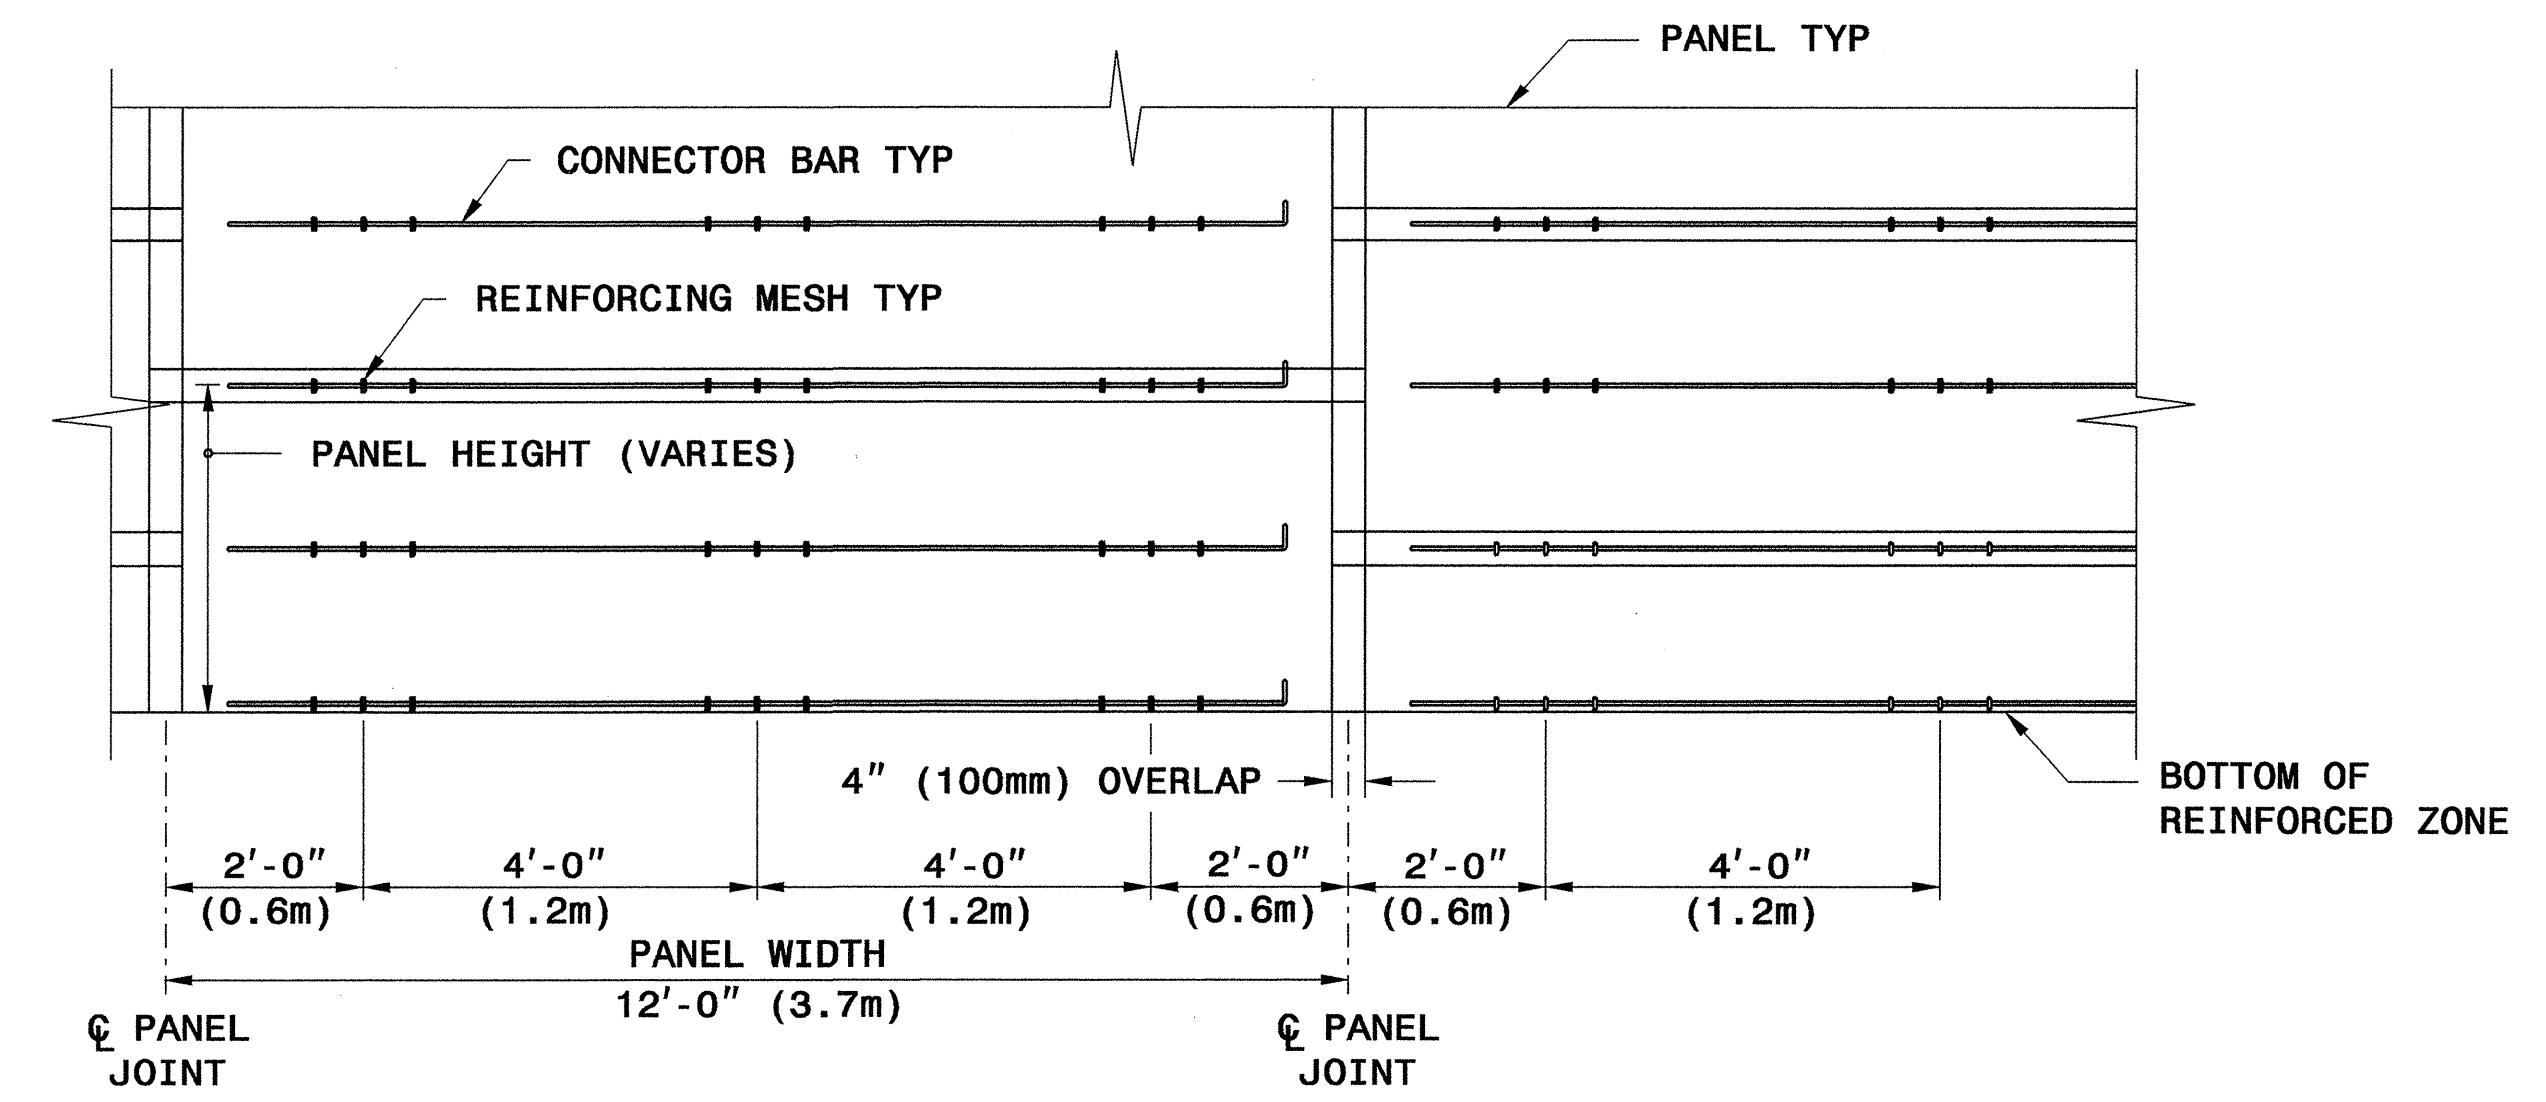 PANEL TYP
CONNECTOR BAR TYP
REINFORCING MESH TYP
PANEL HEIGHT (VARIES)
4" (100mm) OVERLAP
BOTTOM OF
REINFORCED ZONE
2'-0" 4'-0" 4'-0" 2'-0" 2'-0" 4'-0"
(0.6m) (1.2m) (1.2m) (0.6m) (0.6m) (1.2m)
PANEL WIDTH
12'-0" (3.7m)
℄ PANEL
JOINT
℄ PANEL
JOINT